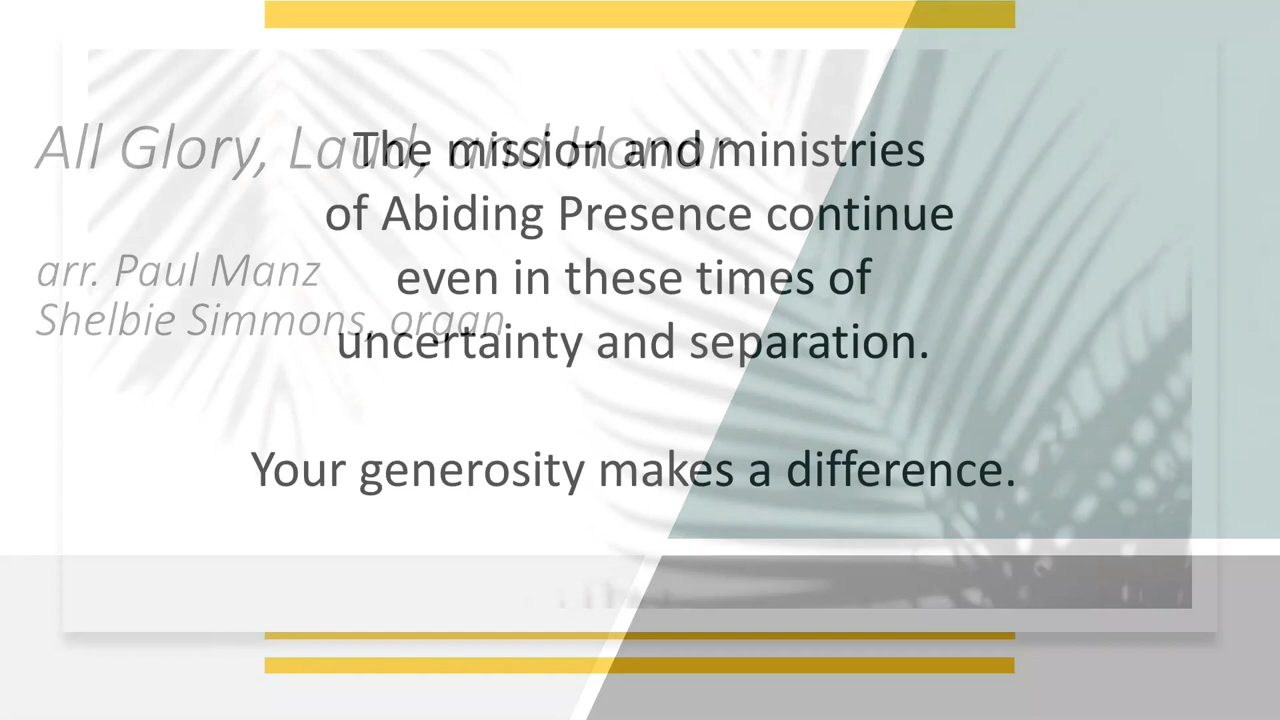 All Glory, Laud, and Honor
arr. Paul Manz
Shelbie Simmons, organ
The mission and ministries
of Abiding Presence continue
even in these times of
uncertainty and separation.
Your generosity makes a difference.